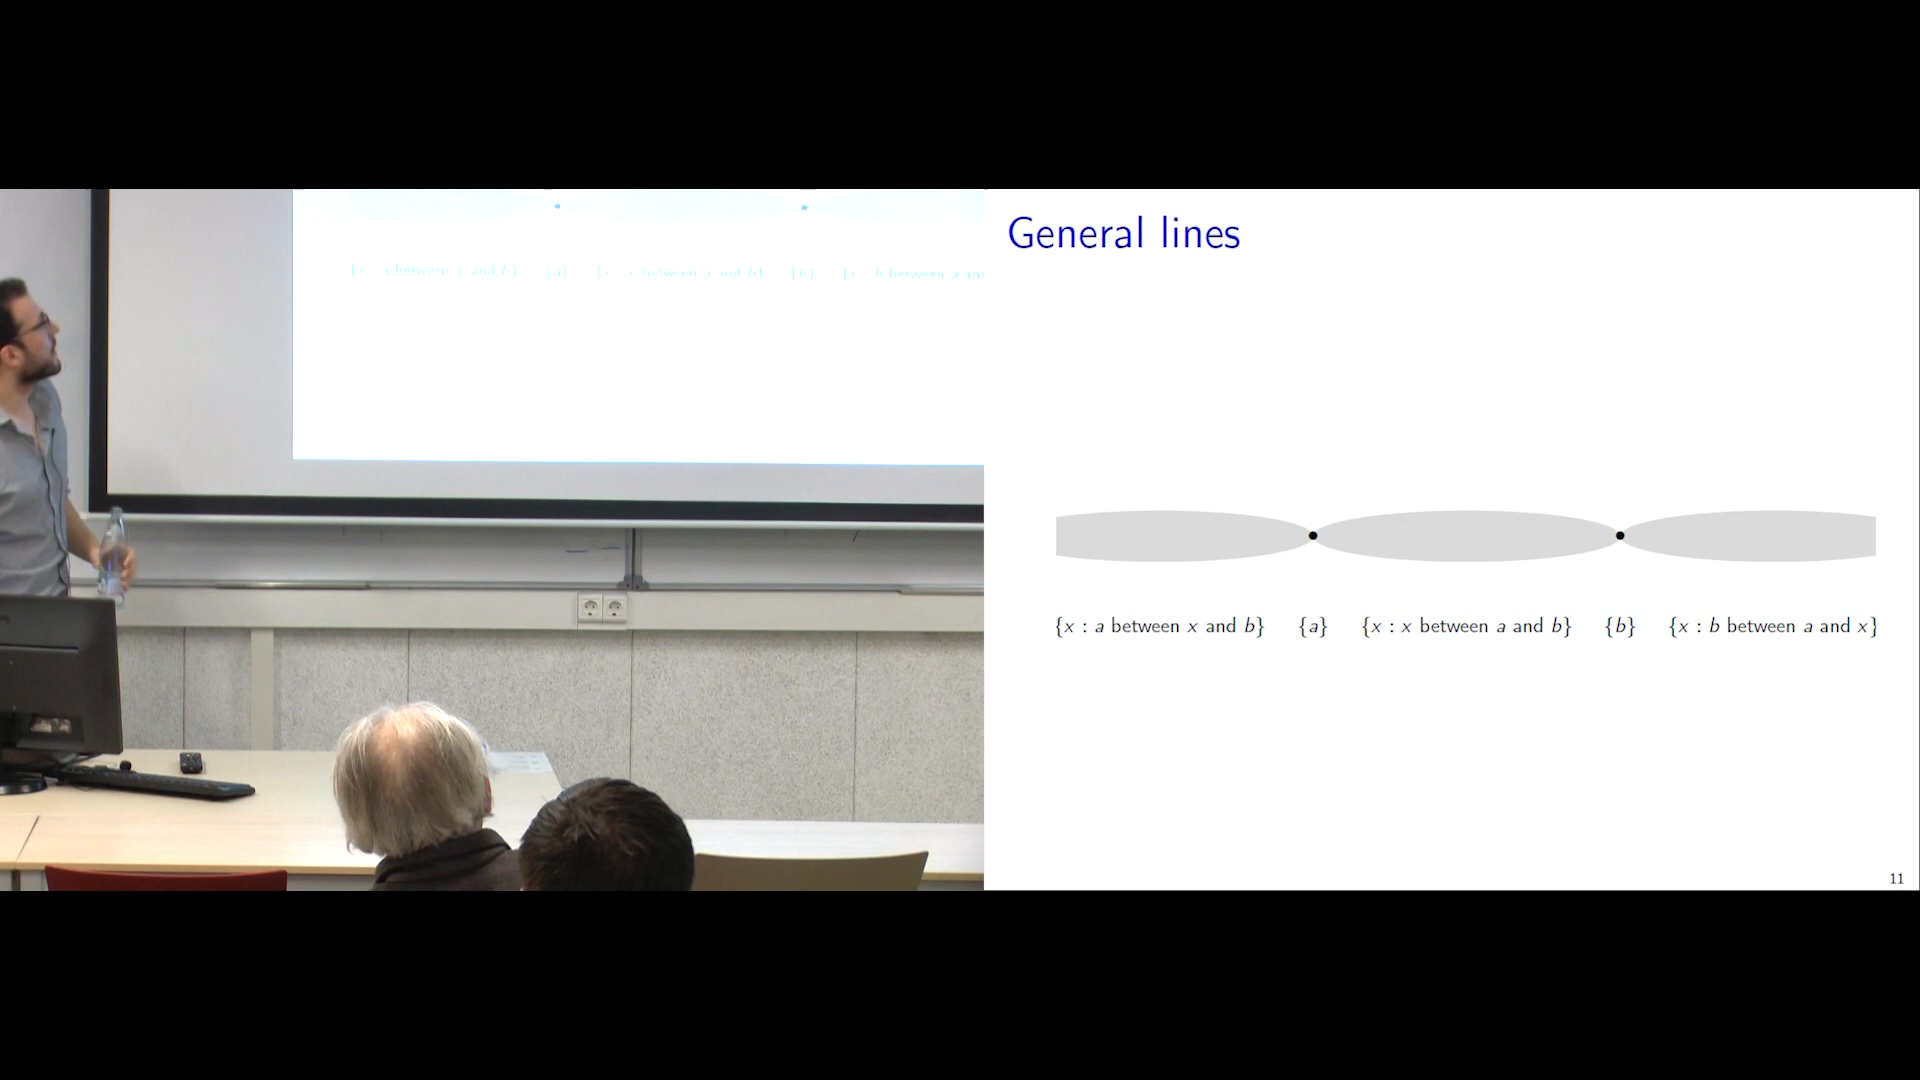 General lines
{x : a between x and b} {a} {x : x between a and b} {b} {x : b between a and x}
11